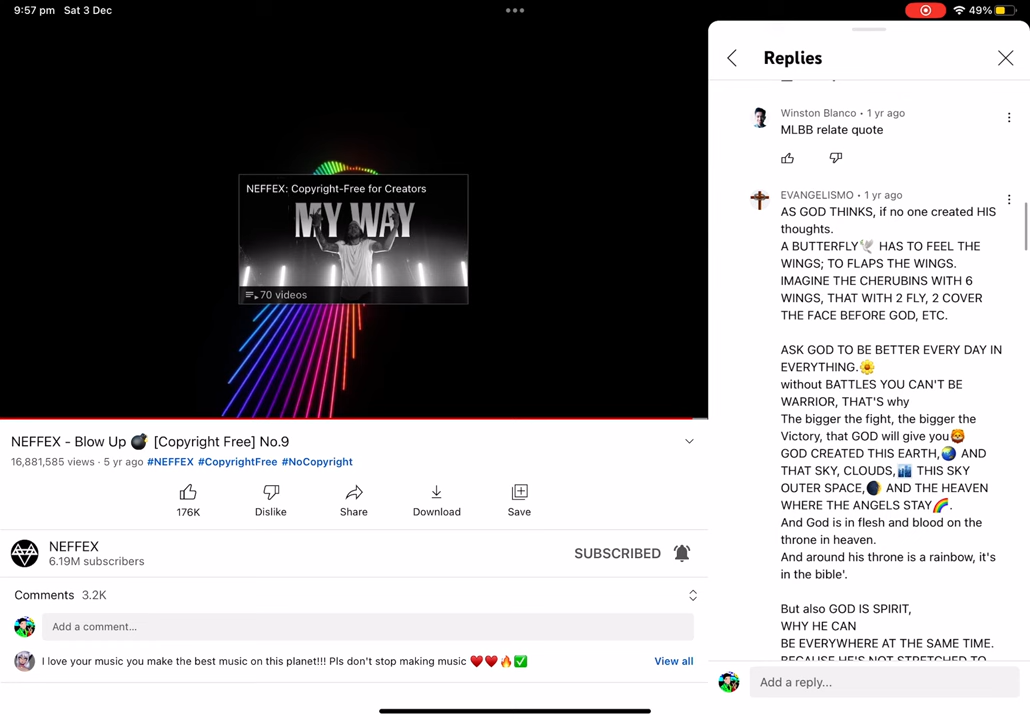 9:57 pm Sat 3 Dec
49%
NEFFEX: Copyright-Free for Creators
MY WAY
70 videos
NEFFEX - Blow Up 💣 [Copyright Free] No.9
16,881,585 views · 5 yr ago #NEFFEX #CopyrightFree #NoCopyright
176K
Dislike
Share
Download
Save
NEFFEX
6.19M subscribers
SUBSCRIBED
Comments 3.2K
Add a comment...
I love your music you make the best music on this planet!!! Pls don't stop making music ❤️❤️🔥✅
View all
Replies
Winston Blanco • 1 yr ago
MLBB relate quote
EVANGELISMO • 1 yr ago
AS GOD THINKS, if no one created HIS
thoughts.
A BUTTERFLY🕊 HAS TO FEEL THE
WINGS; TO FLAPS THE WINGS.
IMAGINE THE CHERUBINS WITH 6
WINGS, THAT WITH 2 FLY, 2 COVER
THE FACE BEFORE GOD, ETC.
ASK GOD TO BE BETTER EVERY DAY IN
EVERYTHING.🌼
without BATTLES YOU CAN'T BE
WARRIOR, THAT'S why
The bigger the fight, the bigger the
Victory, that GOD will give you🦁
GOD CREATED THIS EARTH,🌏 AND
THAT SKY, CLOUDS,🏙 THIS SKY
OUTER SPACE,🌒 AND THE HEAVEN
WHERE THE ANGELS STAY🌈.
And God is in flesh and blood on the
throne in heaven.
And around his throne is a rainbow, it's
in the bible'.
But also GOD IS SPIRIT,
WHY HE CAN
BE EVERYWHERE AT THE SAME TIME.
BECAUSE HE'S NOT STRETCHED TO
Add a reply...